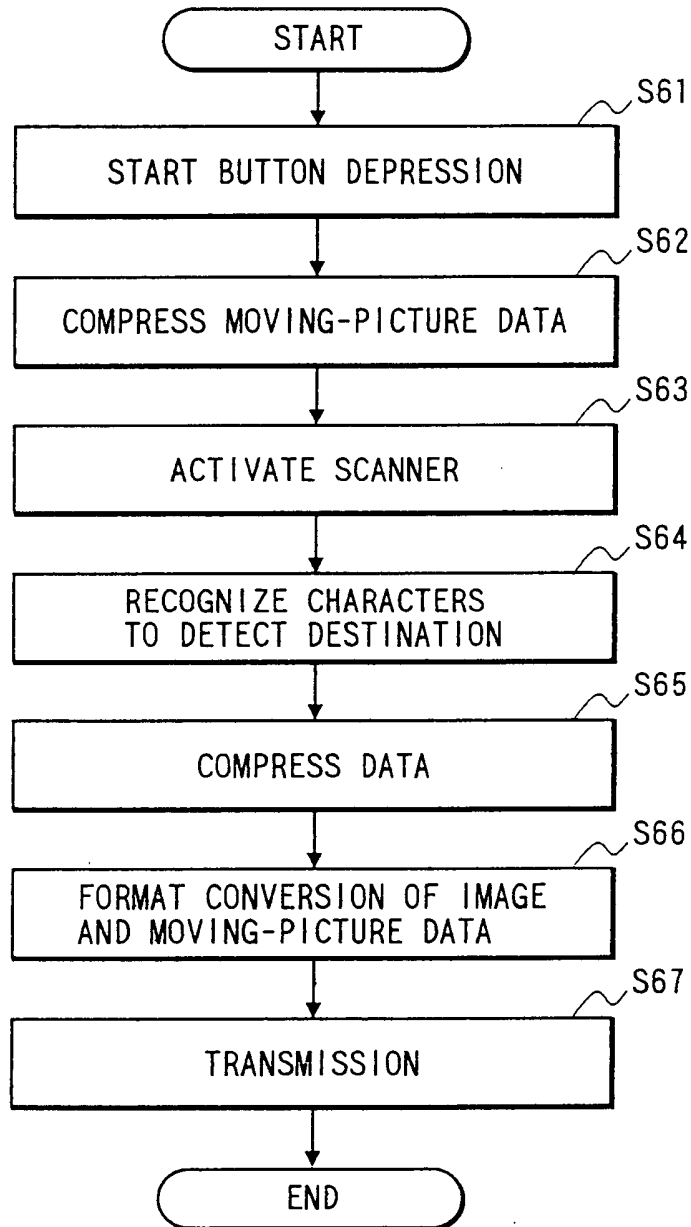 START
S61
START BUTTON DEPRESSION
S62
COMPRESS MOVING-PICTURE DATA
S63
ACTIVATE SCANNER
S64
RECOGNIZE CHARACTERS
TO DETECT DESTINATION
S65
COMPRESS DATA
S66
FORMAT CONVERSION OF IMAGE
AND MOVING-PICTURE DATA
S67
TRANSMISSION
END